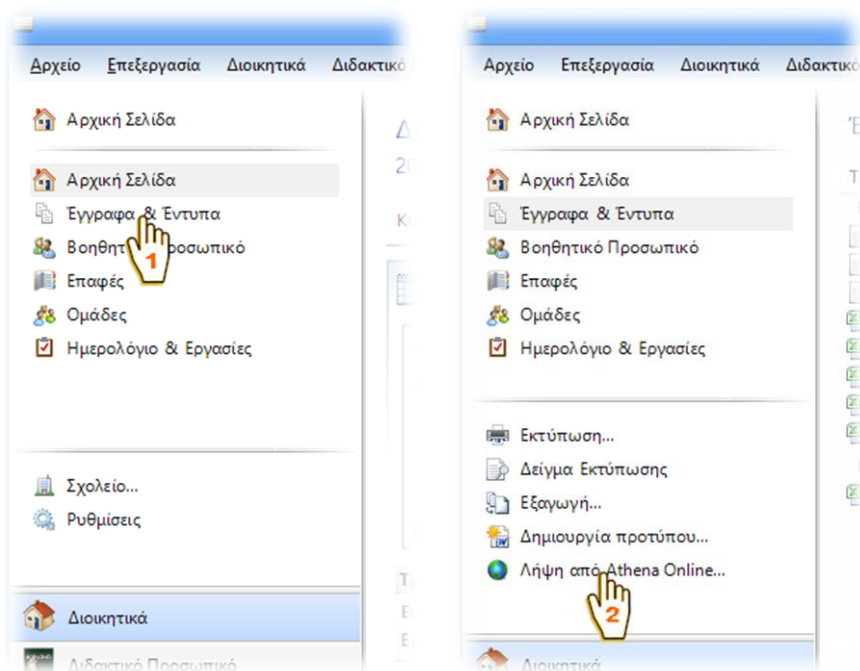 Αρχείο Επεξεργασία Διοικητικά Διδακτικό
Αρχική Σελίδα
Αρχική Σελίδα
Έγγραφα & Έντυπα
1
Επαφές
Ομάδες
Ημερολόγιο & Εργασίες
Σχολείο...
Ρυθμίσεις
Διοικητικά
Διδακτικό Προσωπικό
Αρχείο Επεξεργασία Διοικητικά Διδακτικό
Αρχική Σελίδα
Αρχική Σελίδα
Έγγραφα & Έντυπα
Βοηθητικό Προσωπικό
Επαφές
Ομάδες
Ημερολόγιο & Εργασίες
Εκτύπωση...
Δείγμα Εκτύπωσης
Εξαγωγή...
Δημιουργία προτύπου...
Λήψη από Athena Online...
2
Διοικητικά